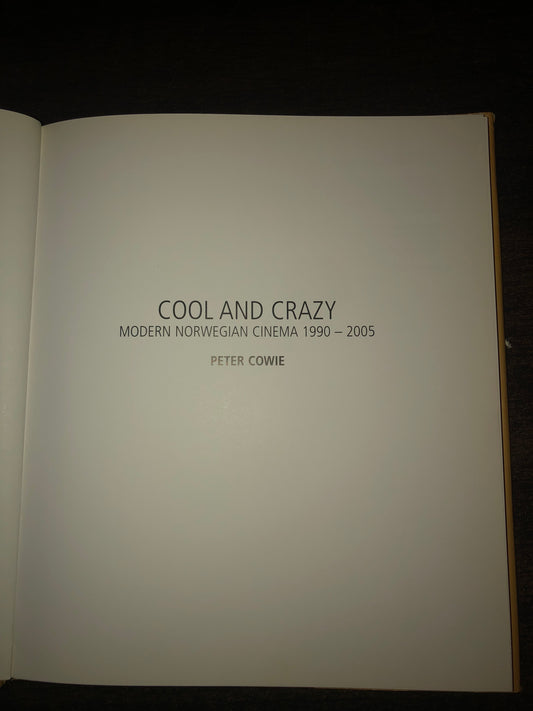 COOL AND CRAZY
MODERN NORWEGIAN CINEMA 1990 – 2005
PETER COWIE